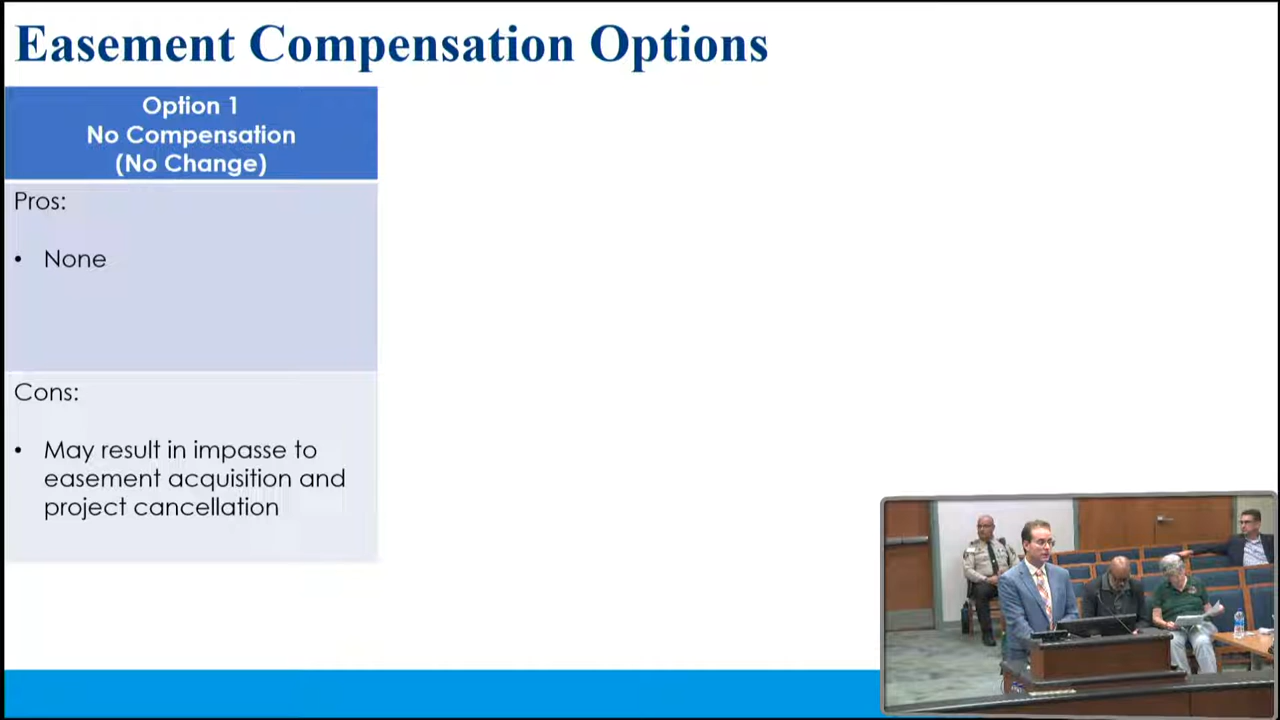 Easement Compensation Options
Option 1
No Compensation
(No Change)
Pros:
• None
Cons:
• May result in impasse to
easement acquisition and
project cancellation